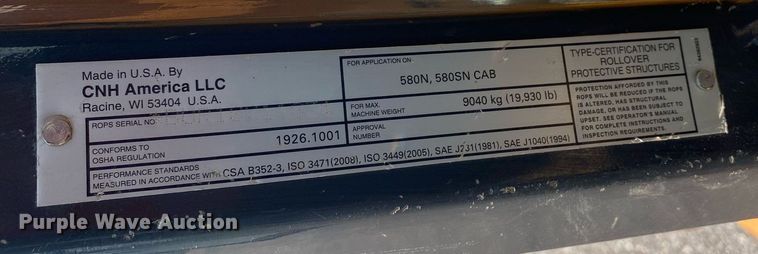 Made in U.S.A. By
CNH America LLC
Racine, WI 53404 U.S.A.
ROPS SERIAL NO.
CONFORMS TO
OSHA REGULATION
1926.1001
PERFORMANCE STANDARDS
MEASURED IN ACCORDANCE WITH CSA B352-3, ISO 3471(2008), ISO 3449(2005), SAE J231(1981), SAE J1040(1994)
FOR APPLICATION ON
580N, 580SN CAB
FOR MAX.
MACHINE WEIGHT
9040 kg (19,930 lb)
APPROVAL
NUMBER
TYPE-CERTIFICATION FOR
ROLLOVER
PROTECTIVE STRUCTURES
PROTECTION AFFORDED BY THIS
ROPS WILL BE REDUCED IF THE ROPS
IS ALTERED, HAS STRUCTURAL
DAMAGE, OR HAS BEEN SUBJECT TO
UPSET. SEE OPERATOR'S MANUAL
FOR COMPLETE INSTRUCTIONS AND
INSPECTION REQUIREMENTS.
Purple Wave Auction